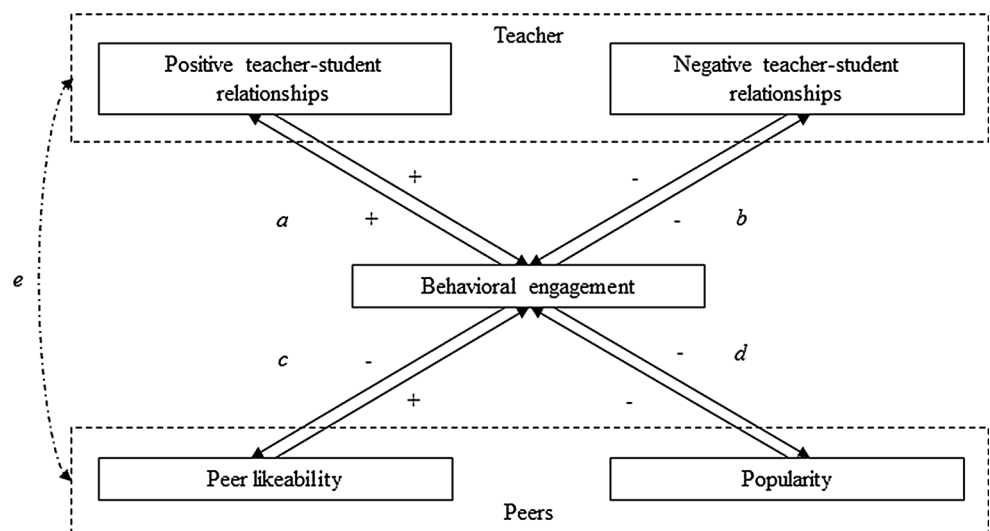 Teacher
Positive teacher-student
relationships
Negative teacher-student
relationships
+
-
a
+
-
b
e
Behavioral engagement
c
-
-
d
+
-
Peer likeability
Popularity
Peers